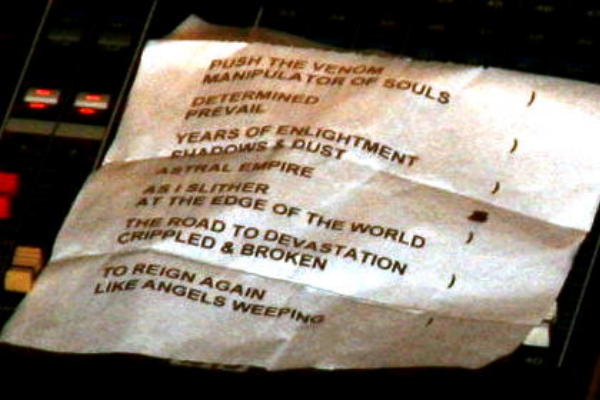 PUSH THE VENOM
MANIPULATOR OF SOULS )
DETERMINED
PREVAIL )
YEARS OF ENLIGHTMENT
SHADOWS & DUST )
ASTRAL EMPIRE
AS I SLITHER
AT THE EDGE OF THE WORLD )
THE ROAD TO DEVASTATION
CRIPPLED & BROKEN )
TO REIGN AGAIN
LIKE ANGELS WEEPING )